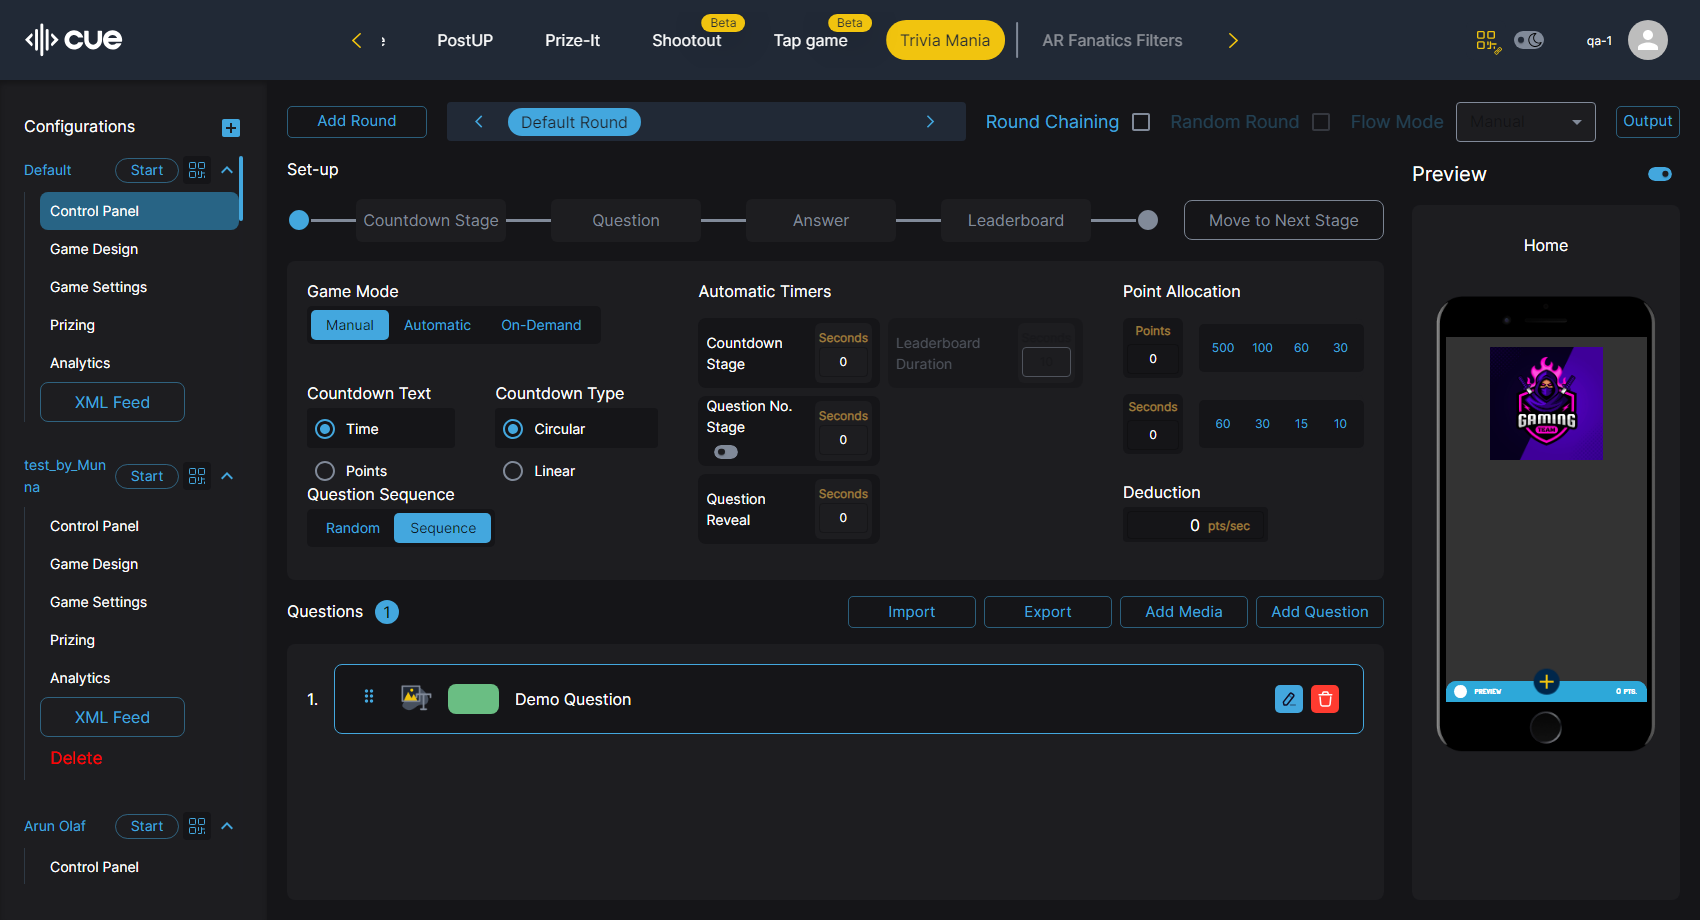 cue
e
PostUP
Prize-It
Shootout
Beta
Tap game
Beta
Trivia Mania
AR Fanatics Filters
qa-1
Configurations
Default
Start
Control Panel
Game Design
Game Settings
Prizing
Analytics
XML Feed
test_by_Mun
na
Start
Control Panel
Game Design
Game Settings
Prizing
Analytics
XML Feed
Delete
Arun Olaf
Start
Control Panel
Add Round
Default Round
Round Chaining
Random Round
Flow Mode
Manual
Output
Set-up
Countdown Stage
Question
Answer
Leaderboard
Move to Next Stage
Game Mode
Manual
Automatic
On-Demand
Countdown Text
Time
Points
Countdown Type
Circular
Linear
Question Sequence
Random
Sequence
Automatic Timers
Countdown
Stage
Seconds
0
Leaderboard
Duration
Question No.
Stage
Seconds
0
Question
Reveal
Seconds
0
Point Allocation
Points
0
500 100 60 30
Seconds
0
60 30 15 10
Deduction
0 pts/sec
Questions 1
Import
Export
Add Media
Add Question
1.
Demo Question
Preview
Home
GAMING
TEAM
PREVIEW
0 PTS.